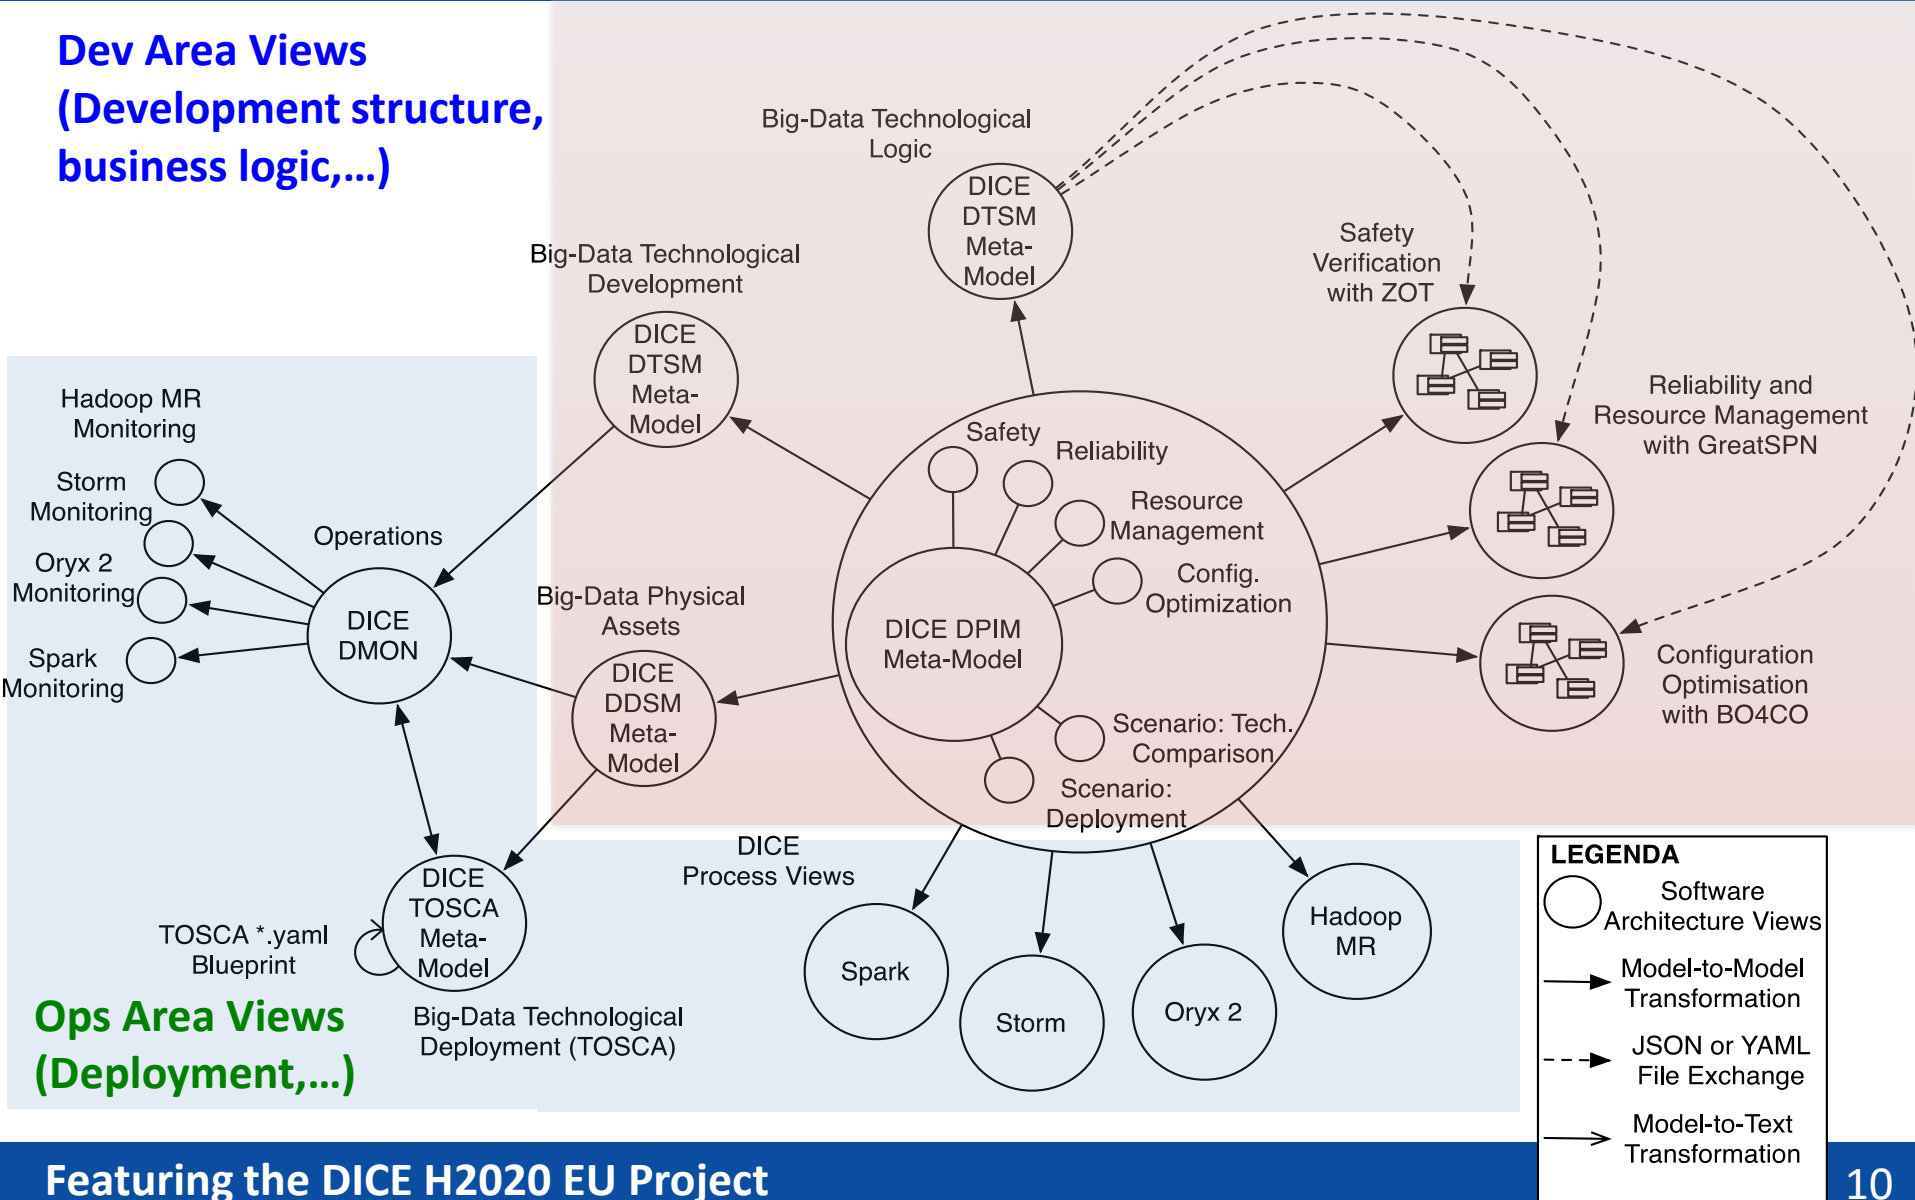 Dev Area Views
(Development structure,
business logic,...)
Big-Data Technological
Logic
DICE
DTSM
Meta-
Model
Big-Data Technological
Development
DICE
DTSM
Meta-
Model
Safety
Verification
with ZOT
Reliability and
Resource Management
with GreatSPN
Configuration
Optimisation
with BO4CO
Hadoop MR
Monitoring
Storm
Monitoring
Oryx 2
Monitoring
Spark
Monitoring
Operations
DICE
DMON
Big-Data Physical
Assets
DICE
DDSM
Meta-
Model
Safety
Reliability
Resource
Management
Config.
Optimization
DICE DPIM
Meta-Model
Scenario: Tech.
Comparison
Scenario:
Deployment
DICE
Process Views
DICE
TOSCA
Meta-
Model
TOSCA *.yaml
Blueprint
Big-Data Technological
Deployment (TOSCA)
Spark
Storm
Oryx 2
Hadoop
MR
Ops Area Views
(Deployment,...)
LEGENDA
Software
Architecture Views
Model-to-Model
Transformation
JSON or YAML
File Exchange
Model-to-Text
Transformation
Featuring the DICE H2020 EU Project
10